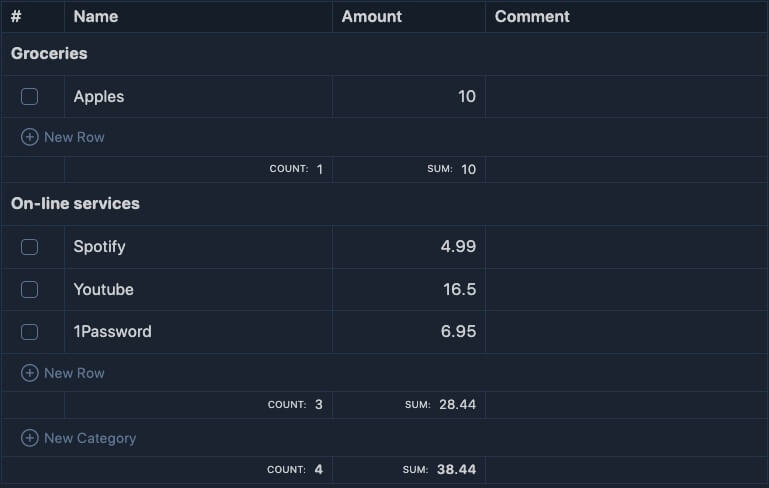 # Name Amount Comment
Groceries
Apples 10
New Row
COUNT: 1 SUM: 10
On-line services
Spotify 4.99
Youtube 16.5
1Password 6.95
New Row
COUNT: 3 SUM: 28.44
New Category
COUNT: 4 SUM: 38.44